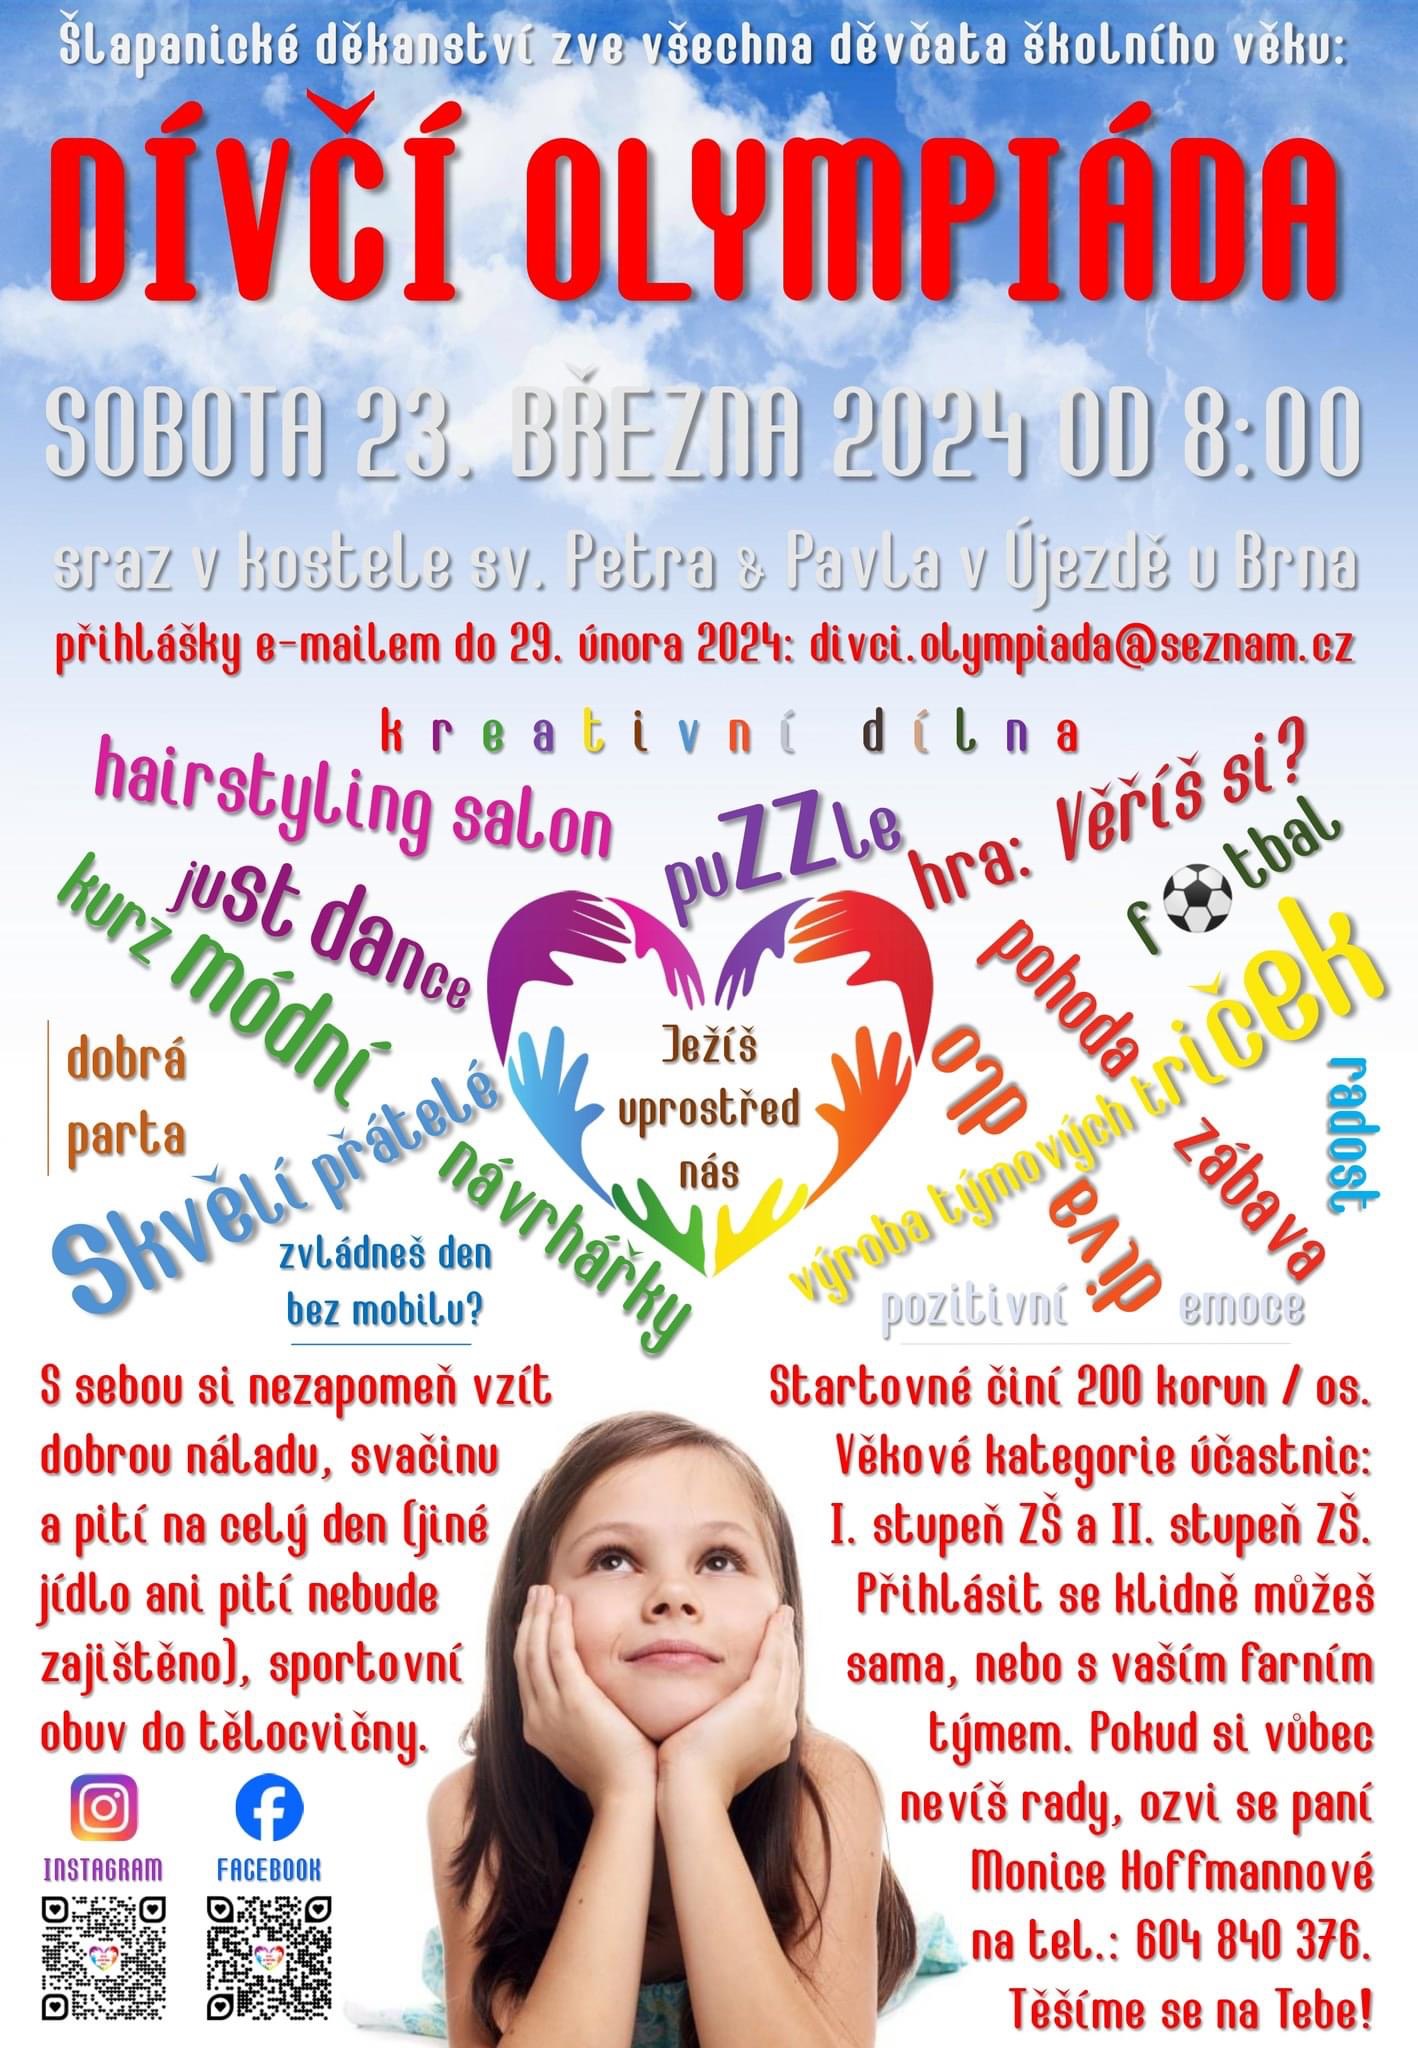 Šlapanické děkanství zve všechna děvčata školního věku:
DÍVČÍ OLYMPIÁDA
SOBOTA 23. BŘEZNA 2024 OD 8:00
sraz v kostele sv. Petra & Pavla v Újezdě u Brna
přihlášky e-mailem do 29. února 2024: divci.olympiada@seznam.cz
kreativní dílna
hairstyling salon
puZZle
hra: Věříš si?
just dance
fotbal
kurz módní
návrhářky
pohoda
výroba týmových triček
dobrá
parta
Ježíš
uprostřed
nás
divadlo
radost
Skvělí přátelé
zábava
zvládneš den
bez mobilu?
pozitivní emoce
S sebou si nezapomeň vzít
dobrou náladu, svačinu
a pití na celý den (jiné
jídlo ani pití nebude
zajištěno), sportovní
obuv do tělocvičny.
Startovné činí 200 korun / os.
Věkové kategorie účastnic:
I. stupeň ZŠ a II. stupeň ZŠ.
Přihlásit se klidně můžeš
sama, nebo s vaším farním
týmem. Pokud si vůbec
nevíš rady, ozvi se paní
Monice Hoffmannové
na tel.: 604 840 376.
Těšíme se na Tebe!
INSTAGRAM
FACEBOOK